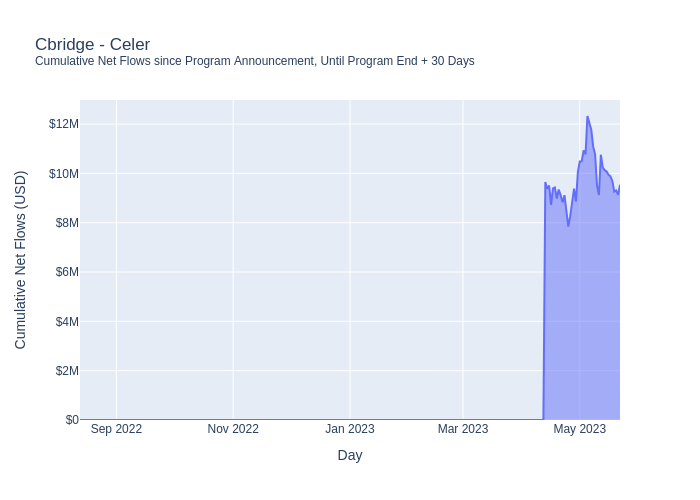 Cbridge - Celer
Cumulative Net Flows since Program Announcement, Until Program End + 30 Days
Cumulative Net Flows (USD)
$12M
$10M
$8M
$6M
$4M
$2M
$0
Sep 2022
Nov 2022
Jan 2023
Mar 2023
May 2023
Day